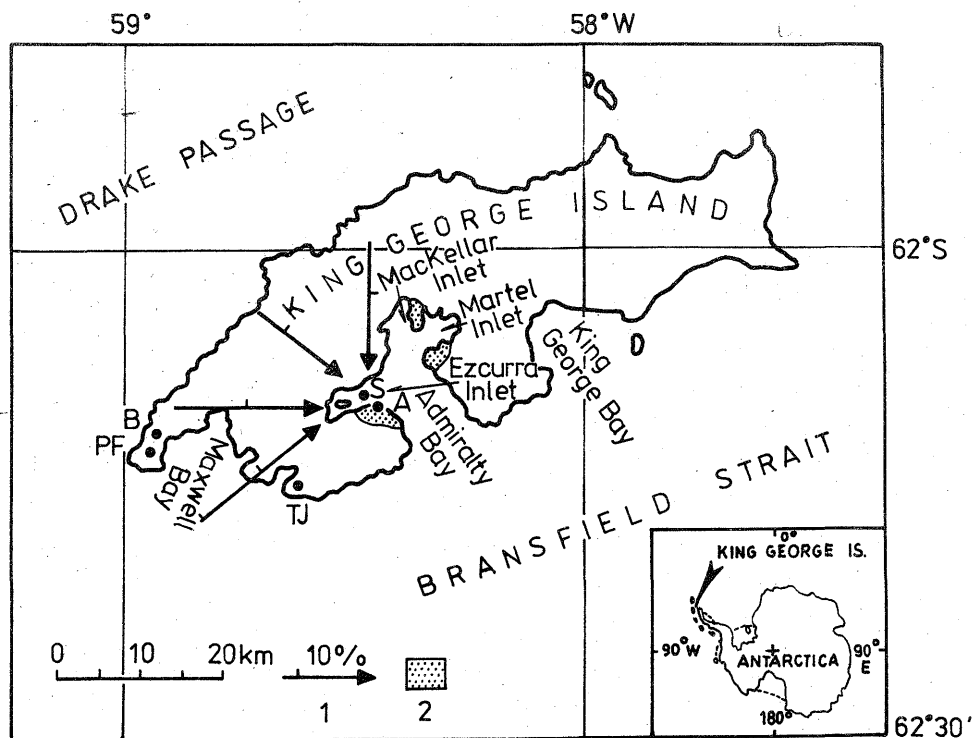 59°
58°W
DRAKE PASSAGE
KING GEORGE ISLAND
62°S
MacKellar
Inlet
Martel
Inlet
King
George Bay
Ezcurra
Inlet
S
A
Admiralty
Bay
B
PF
Maxwell
Bay
TJ
BRANSFIELD STRAIT
0°
KING GEORGE IS.
90°W
ANTARCTICA
90°
E
180°
0 10 20km
10%
1
2
62°30'